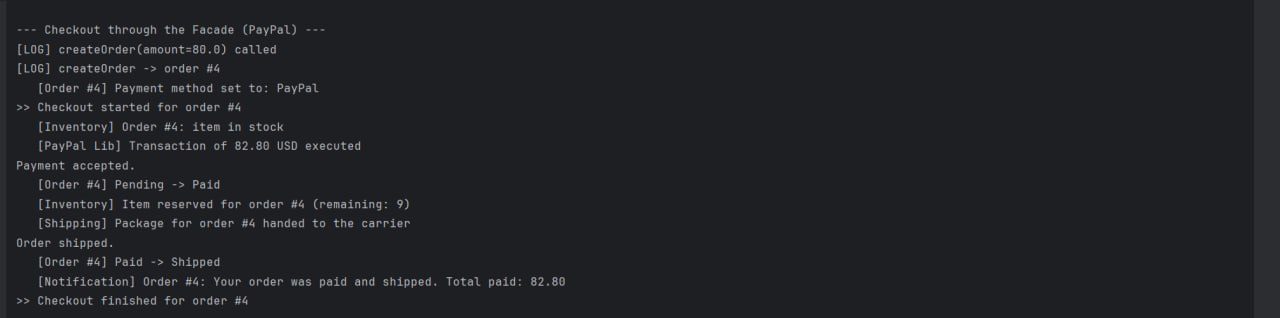 --- Checkout through the Facade (PayPal) ---
[LOG] createOrder(amount=80.0) called
[LOG] createOrder -> order #4
[Order #4] Payment method set to: PayPal
>> Checkout started for order #4
[Inventory] Order #4: item in stock
[PayPal Lib] Transaction of 82.80 USD executed
Payment accepted.
[Order #4] Pending -> Paid
[Inventory] Item reserved for order #4 (remaining: 9)
[Shipping] Package for order #4 handed to the carrier
Order shipped.
[Order #4] Paid -> Shipped
[Notification] Order #4: Your order was paid and shipped. Total paid: 82.80
>> Checkout finished for order #4